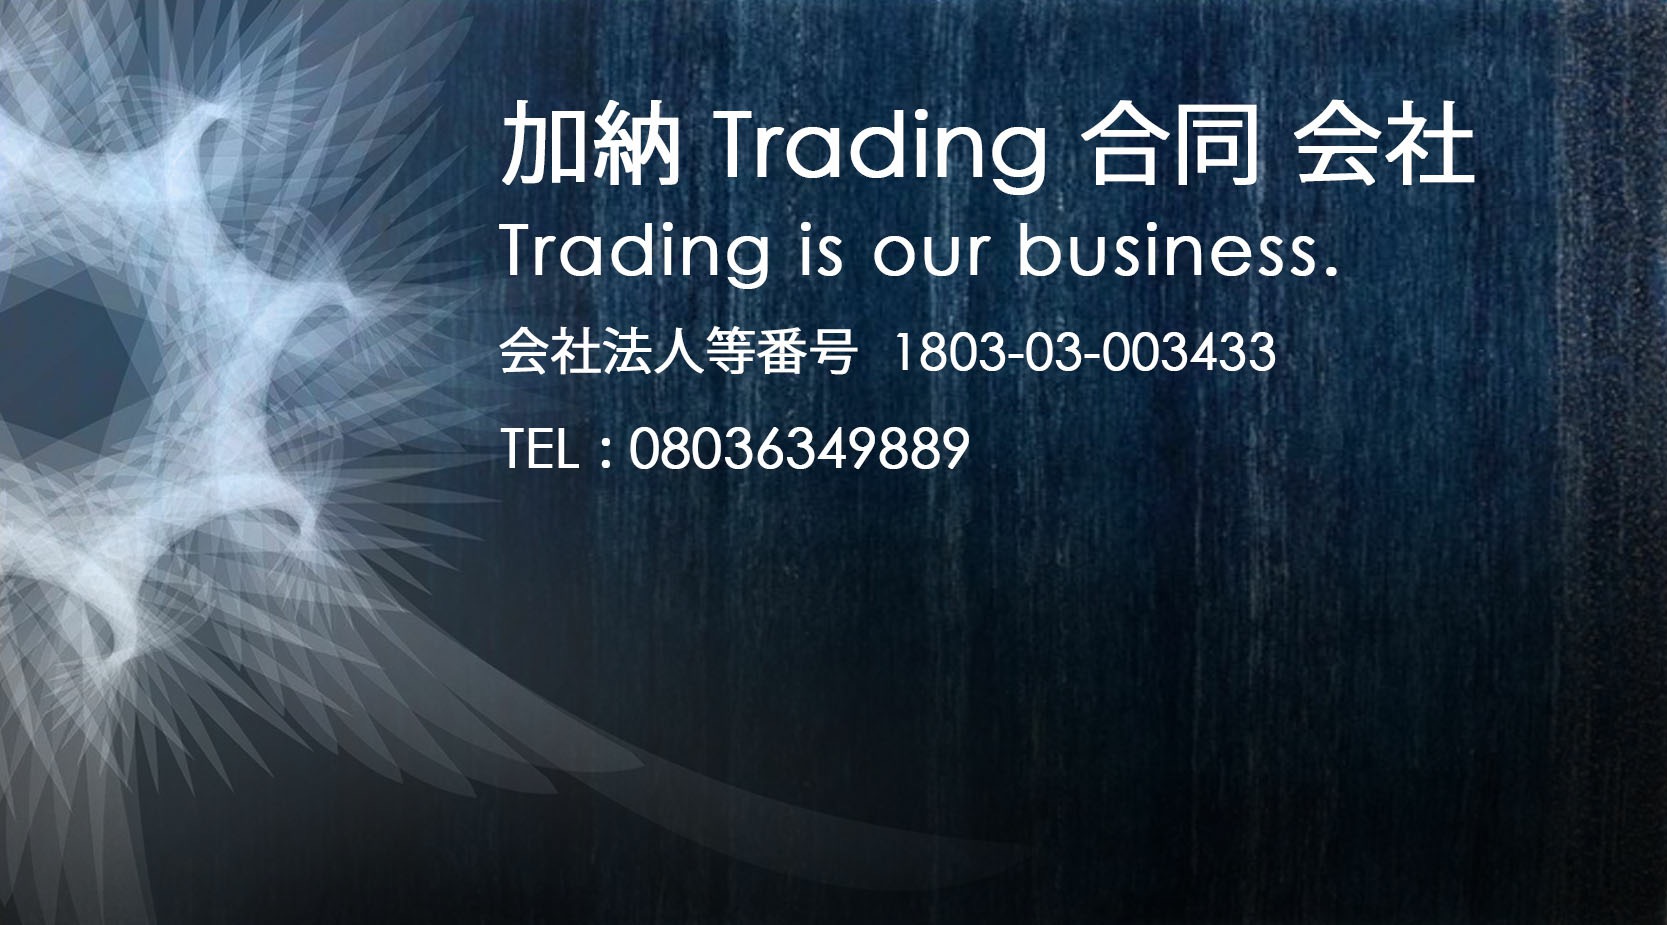 加納 Trading 合同 会社
Trading is our business.
会社法人等番号 1803-03-003433
TEL : 08036349889